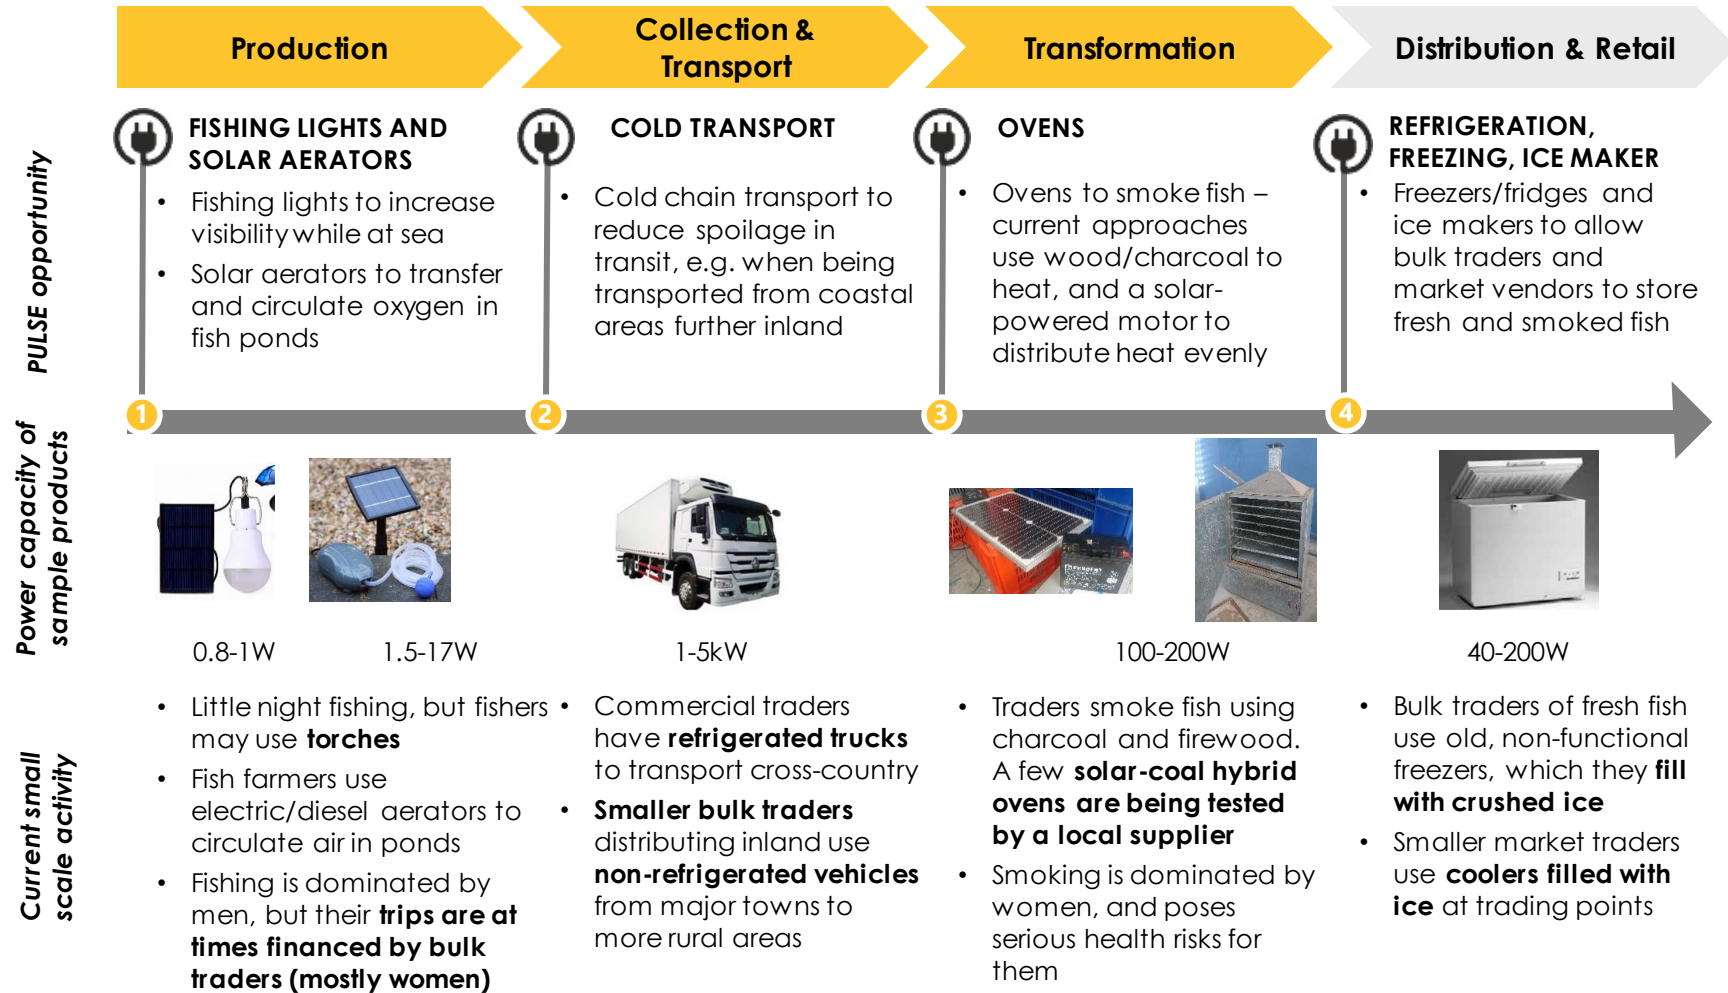 Production
Collection &
Transport
Transformation
Distribution & Retail
PULSE opportunity
FISHING LIGHTS AND
SOLAR AERATORS
• Fishing lights to increase
visibility while at sea
• Solar aerators to transfer
and circulate oxygen in
fish ponds
COLD TRANSPORT
• Cold chain transport to
reduce spoilage in
transit, e.g. when being
transported from coastal
areas further inland
OVENS
• Ovens to smoke fish –
current approaches
use wood/charcoal to
heat, and a solar-
powered motor to
distribute heat evenly
REFRIGERATION,
FREEZING, ICE MAKER
• Freezers/fridges and
ice makers to allow
bulk traders and
market vendors to store
fresh and smoked fish
1
2
3
4
Power capacity of
sample products
0.8-1W
1.5-17W
1-5kW
100-200W
40-200W
Current small
scale activity
• Little night fishing, but fishers
may use torches
• Fish farmers use
electric/diesel aerators to
circulate air in ponds
• Fishing is dominated by
men, but their trips are at
times financed by bulk
traders (mostly women)
• Commercial traders
have refrigerated trucks
to transport cross-country
• Smaller bulk traders
distributing inland use
non-refrigerated vehicles
from major towns to
more rural areas
• Traders smoke fish using
charcoal and firewood.
A few solar-coal hybrid
ovens are being tested
by a local supplier
• Smoking is dominated by
women, and poses
serious health risks for
them
• Bulk traders of fresh fish
use old, non-functional
freezers, which they fill
with crushed ice
• Smaller market traders
use coolers filled with
ice at trading points